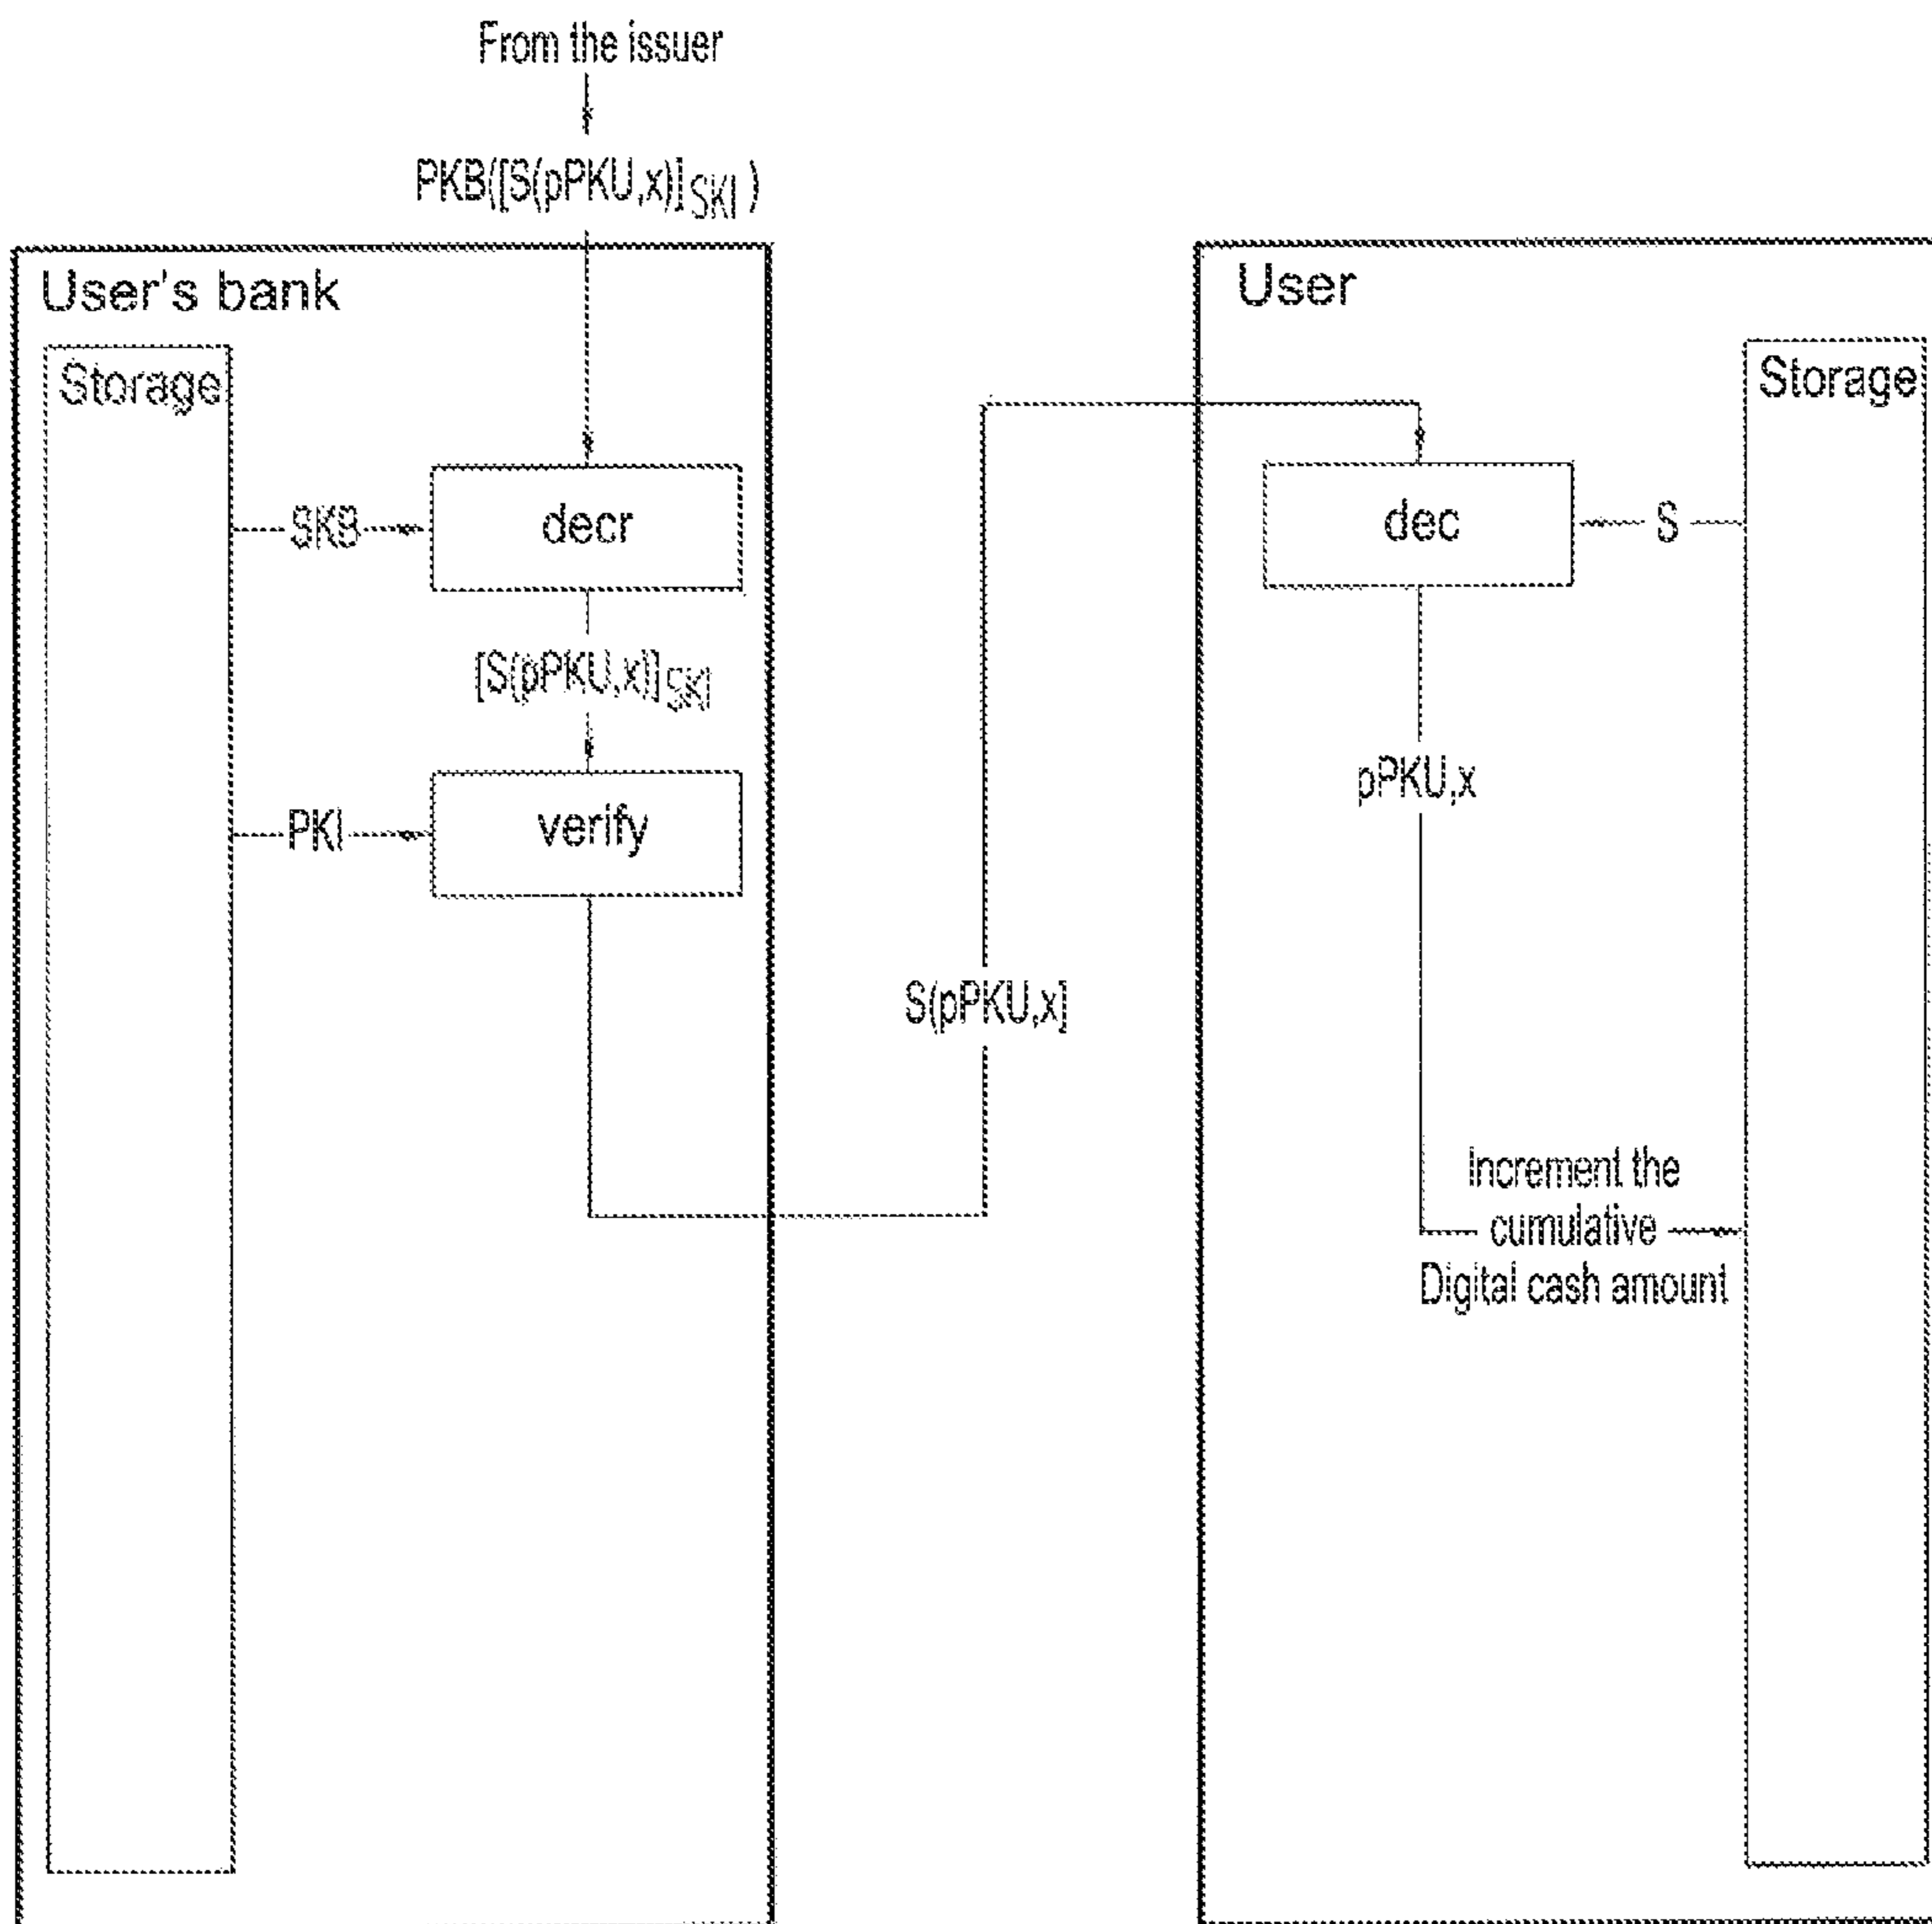 From the issuer
PKB([S(pPKU,x)]SKI )
User's bank
Storage
SKB
decr
[S(pPKU,x)]SKI
PKI
verify
S(pPKU,x]
User
Storage
dec
S
pPKU,x
Increment the
cumulative
Digital cash amount